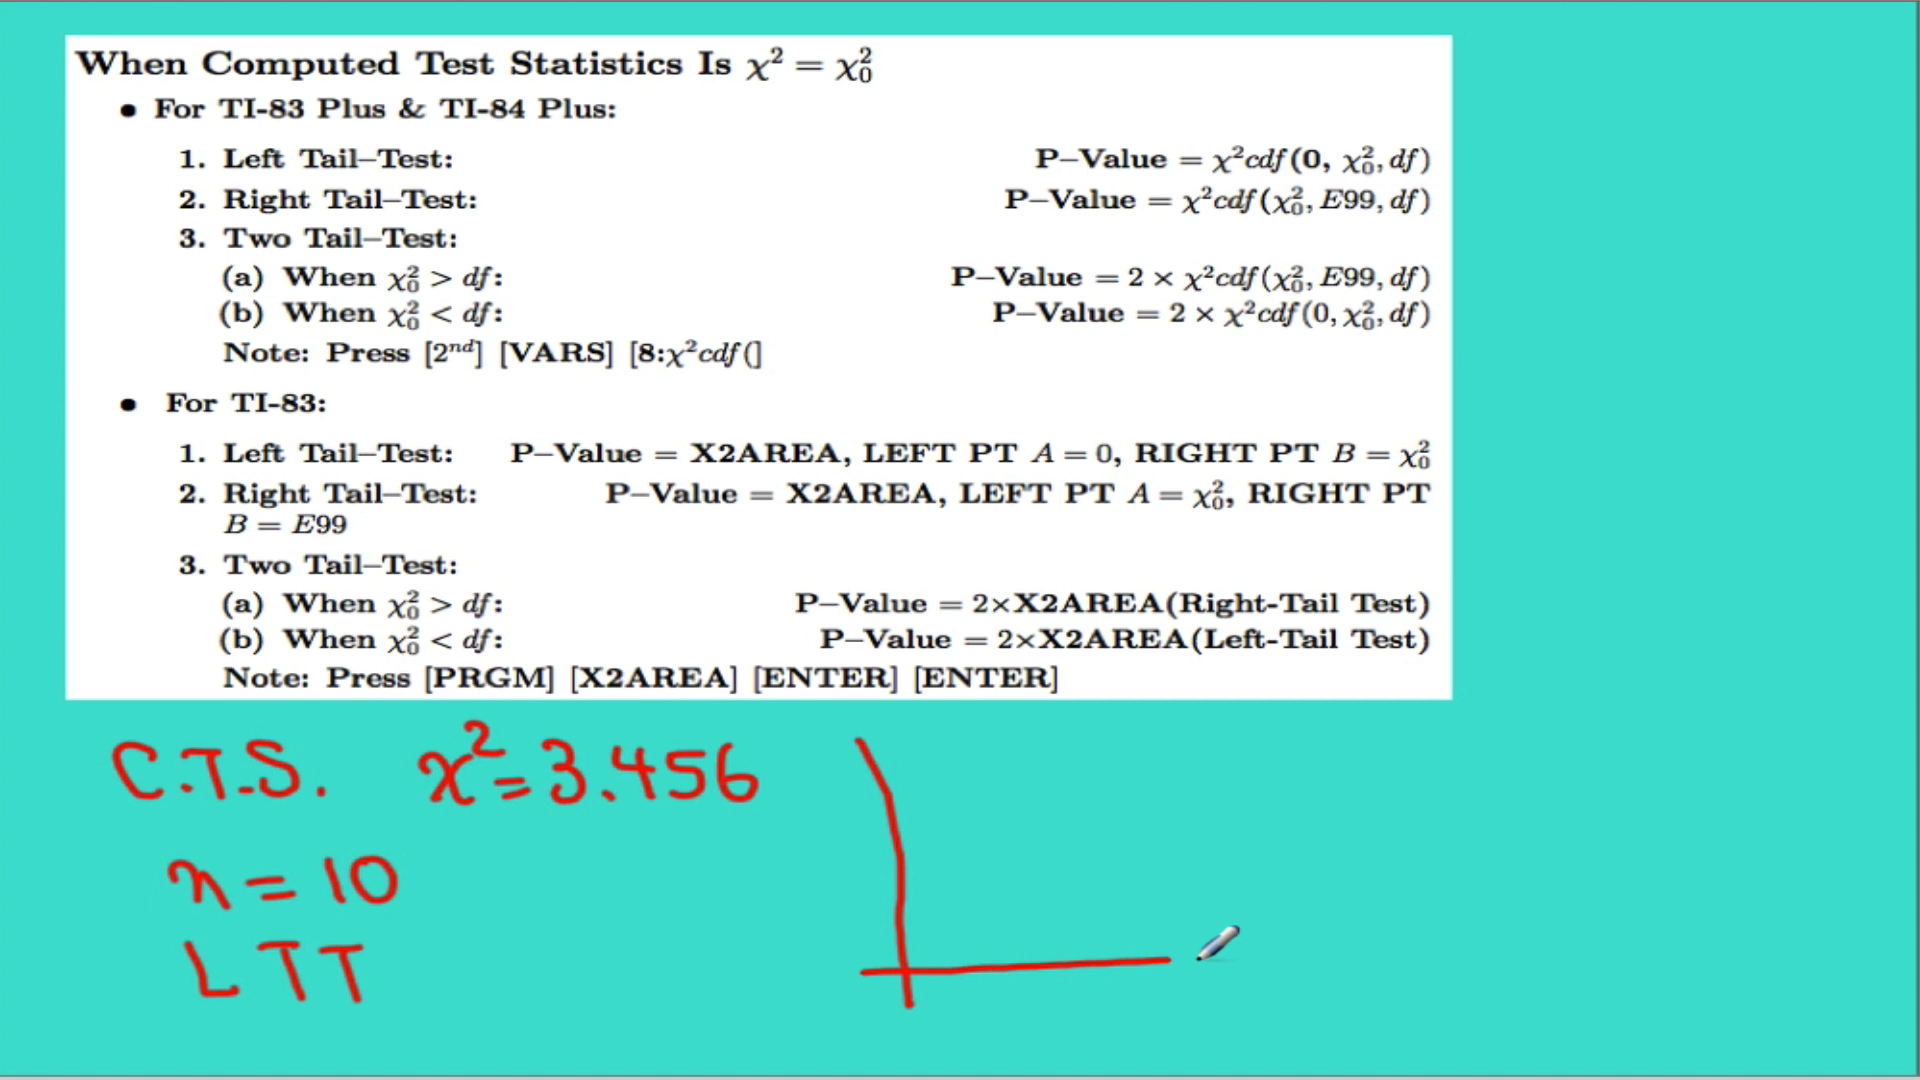 When Computed Test Statistics Is χ² = χ₀²
• For TI-83 Plus & TI-84 Plus:
1. Left Tail–Test: P–Value = χ²cdf(0, χ₀², df)
2. Right Tail–Test: P–Value = χ²cdf(χ₀², E99, df)
3. Two Tail–Test:
(a) When χ₀² > df: P–Value = 2 × χ²cdf(χ₀², E99, df)
(b) When χ₀² < df: P–Value = 2 × χ²cdf(0, χ₀², df)
Note: Press [2ⁿᵈ] [VARS] [8:χ²cdf(]
• For TI-83:
1. Left Tail–Test: P–Value = X2AREA, LEFT PT A = 0, RIGHT PT B = χ₀²
2. Right Tail–Test: P–Value = X2AREA, LEFT PT A = χ₀², RIGHT PT
B = E99
3. Two Tail–Test:
(a) When χ₀² > df: P–Value = 2×X2AREA(Right-Tail Test)
(b) When χ₀² < df: P–Value = 2×X2AREA(Left-Tail Test)
Note: Press [PRGM] [X2AREA] [ENTER] [ENTER]
C.T.S. χ²=3.456
n=10
LTT